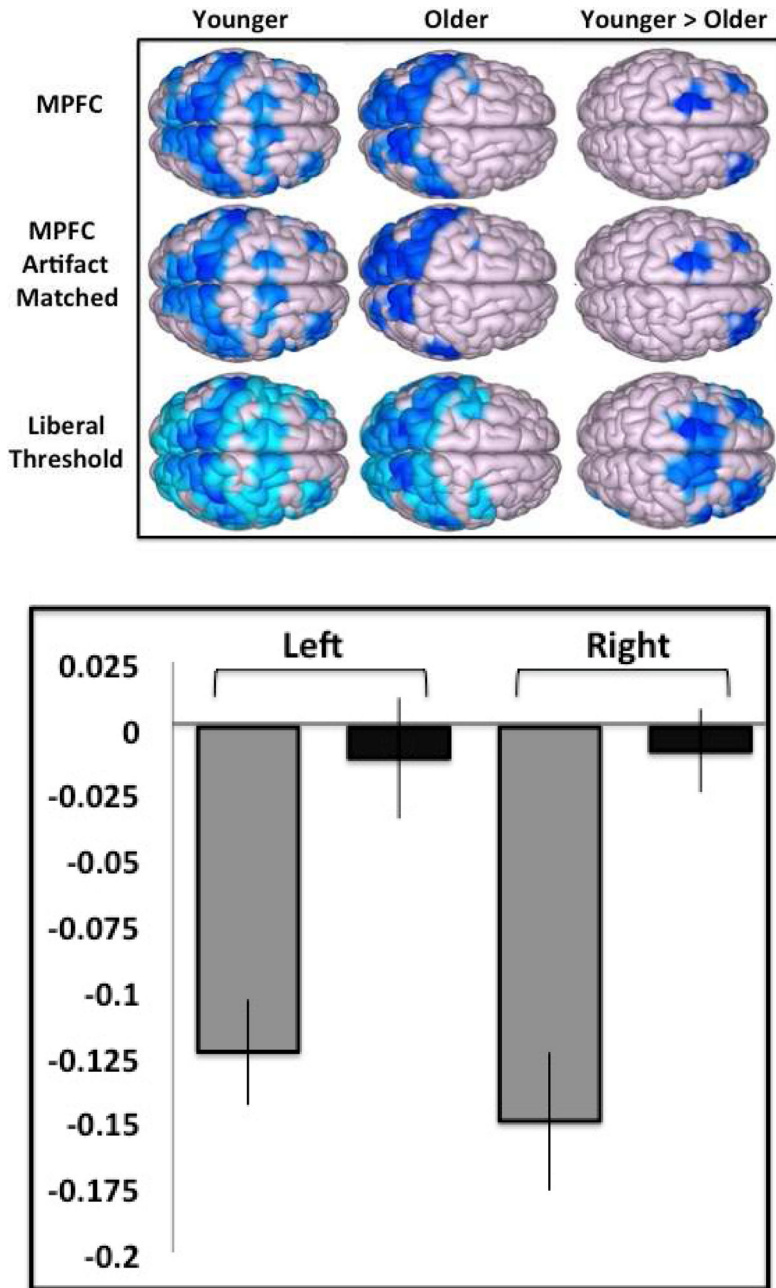 Younger Older Younger > Older
MPFC
MPFC
Artifact
Matched
Liberal
Threshold
Left Right
0.025
0
-0.025
-0.05
-0.075
-0.1
-0.125
-0.15
-0.175
-0.2